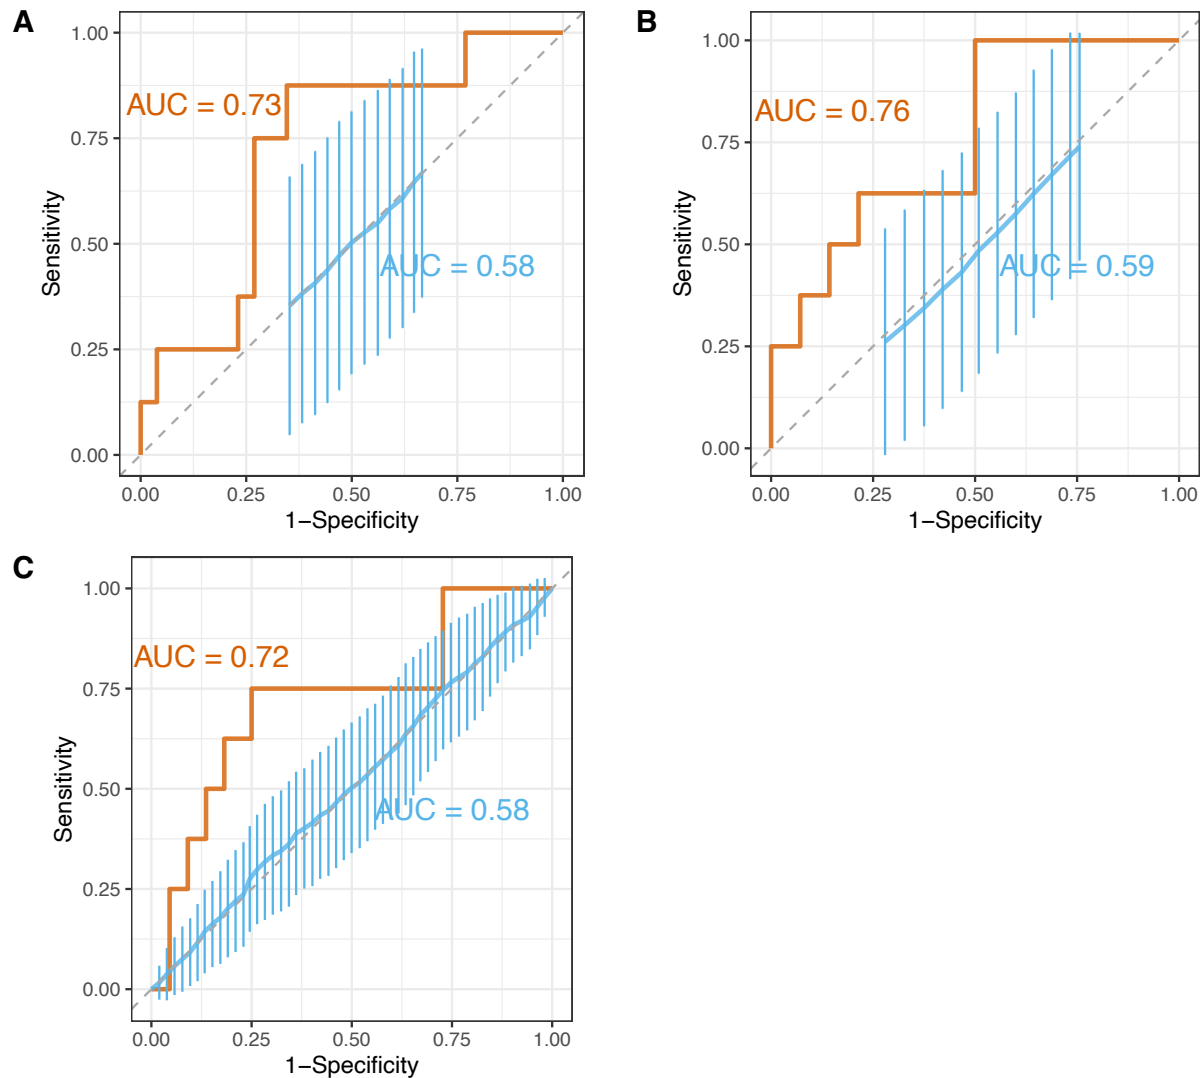 A
1.00
0.75
0.50
0.25
0.00
Sensitivity
AUC = 0.73
AUC = 0.58
0.00 0.25 0.50 0.75 1.00
1−Specificity
B
1.00
0.75
0.50
0.25
0.00
Sensitivity
AUC = 0.76
AUC = 0.59
0.00 0.25 0.50 0.75 1.00
1−Specificity
C
1.00
0.75
0.50
0.25
0.00
Sensitivity
AUC = 0.72
AUC = 0.58
0.00 0.25 0.50 0.75 1.00
1−Specificity